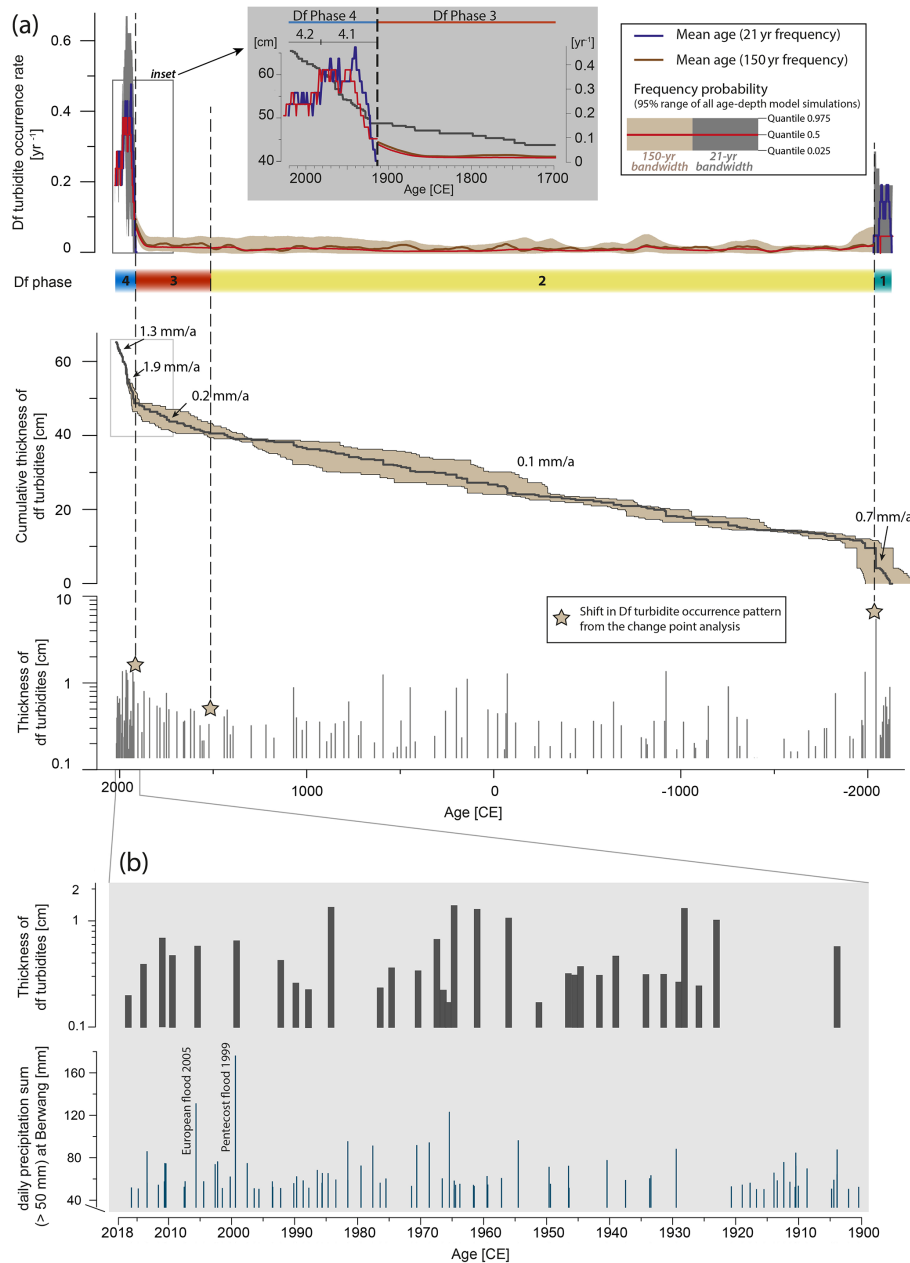 (a)
Df turbidite occurrence rate
[yr ⁻¹]
0.6
0.4
0.2
0
inset
Df Phase 4
Df Phase 3
4.2
4.1
[cm]
[yr⁻¹]
60
50
40
0.4
0.3
0.2
0.1
0
2000
1900
1800
1700
Age [CE]
Mean age (21 yr frequency)
Mean age (150 yr frequency)
Frequency probability
(95% range of all age-depth model simulations)
Quantile 0.975
Quantile 0.5
Quantile 0.025
150-yr
bandwidth
21-yr
bandwidth
Df phase
4
3
2
1
Cumulative thickness of
df turbidites [cm]
60
40
20
0
1.3 mm/a
1.9 mm/a
0.2 mm/a
0.1 mm/a
0.7 mm/a
Thickness of
df turbidites [cm]
10
1
0.1
Shift in Df turbidite occurrence pattern
from the change point analysis
2000
1000
0
-1000
-2000
Age [CE]
(b)
Thickness of
df turbidites [cm]
2
1
0.1
daily precipitation sum
(> 50 mm) at Berwang [mm]
160
120
80
40
European flood 2005
Pentecost flood 1999
2018
2010
2000
1990
1980
1970
1960
1950
1940
1930
1920
1910
1900
Age [CE]